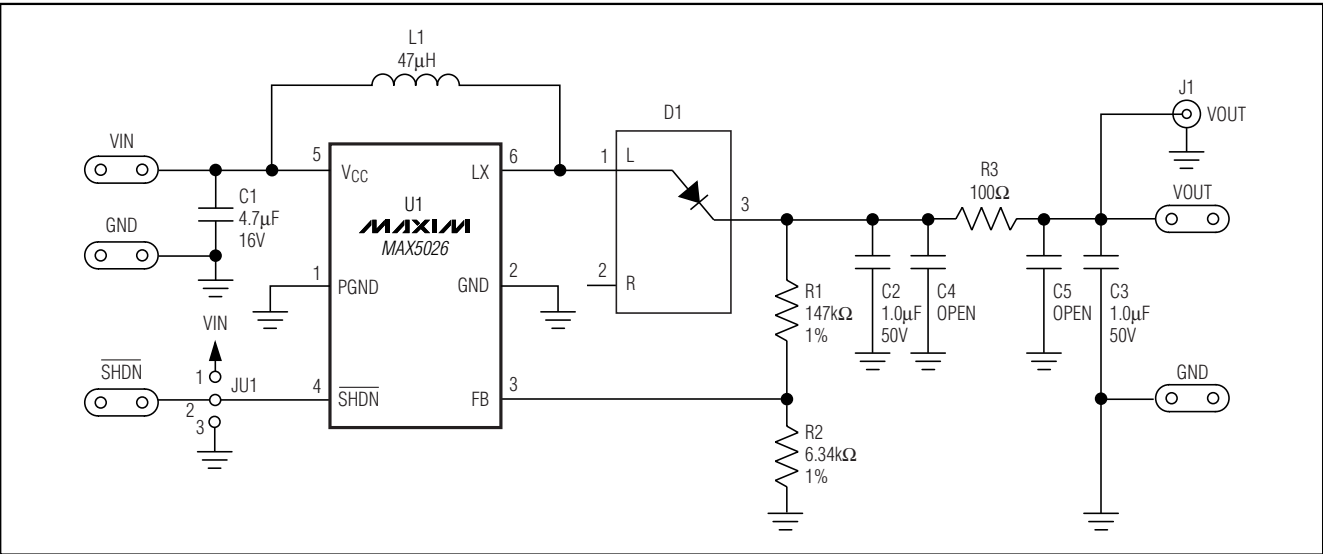 L1
47µH
VIN
C1
4.7µF
16V
GND
5
VCC
LX
6
U1
MAXIM
MAX5026
1
PGND
GND
2
4
SHDN
FB
3
VIN
SHDN
1
JU1
2
3
D1
1
L
3
2
R
R1
147kΩ
1%
R2
6.34kΩ
1%
C2
1.0µF
50V
C4
OPEN
R3
100Ω
C5
OPEN
C3
1.0µF
50V
J1
VOUT
VOUT
GND